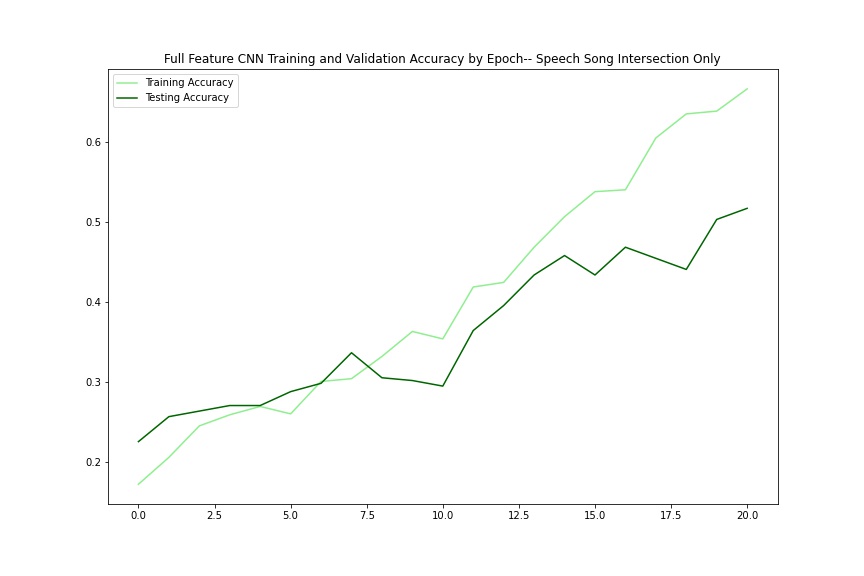 Full Feature CNN Training and Validation Accuracy by Epoch-- Speech Song Intersection Only
Training Accuracy
Testing Accuracy
0.6
0.5
0.4
0.3
0.2
0.0 2.5 5.0 7.5 10.0 12.5 15.0 17.5 20.0